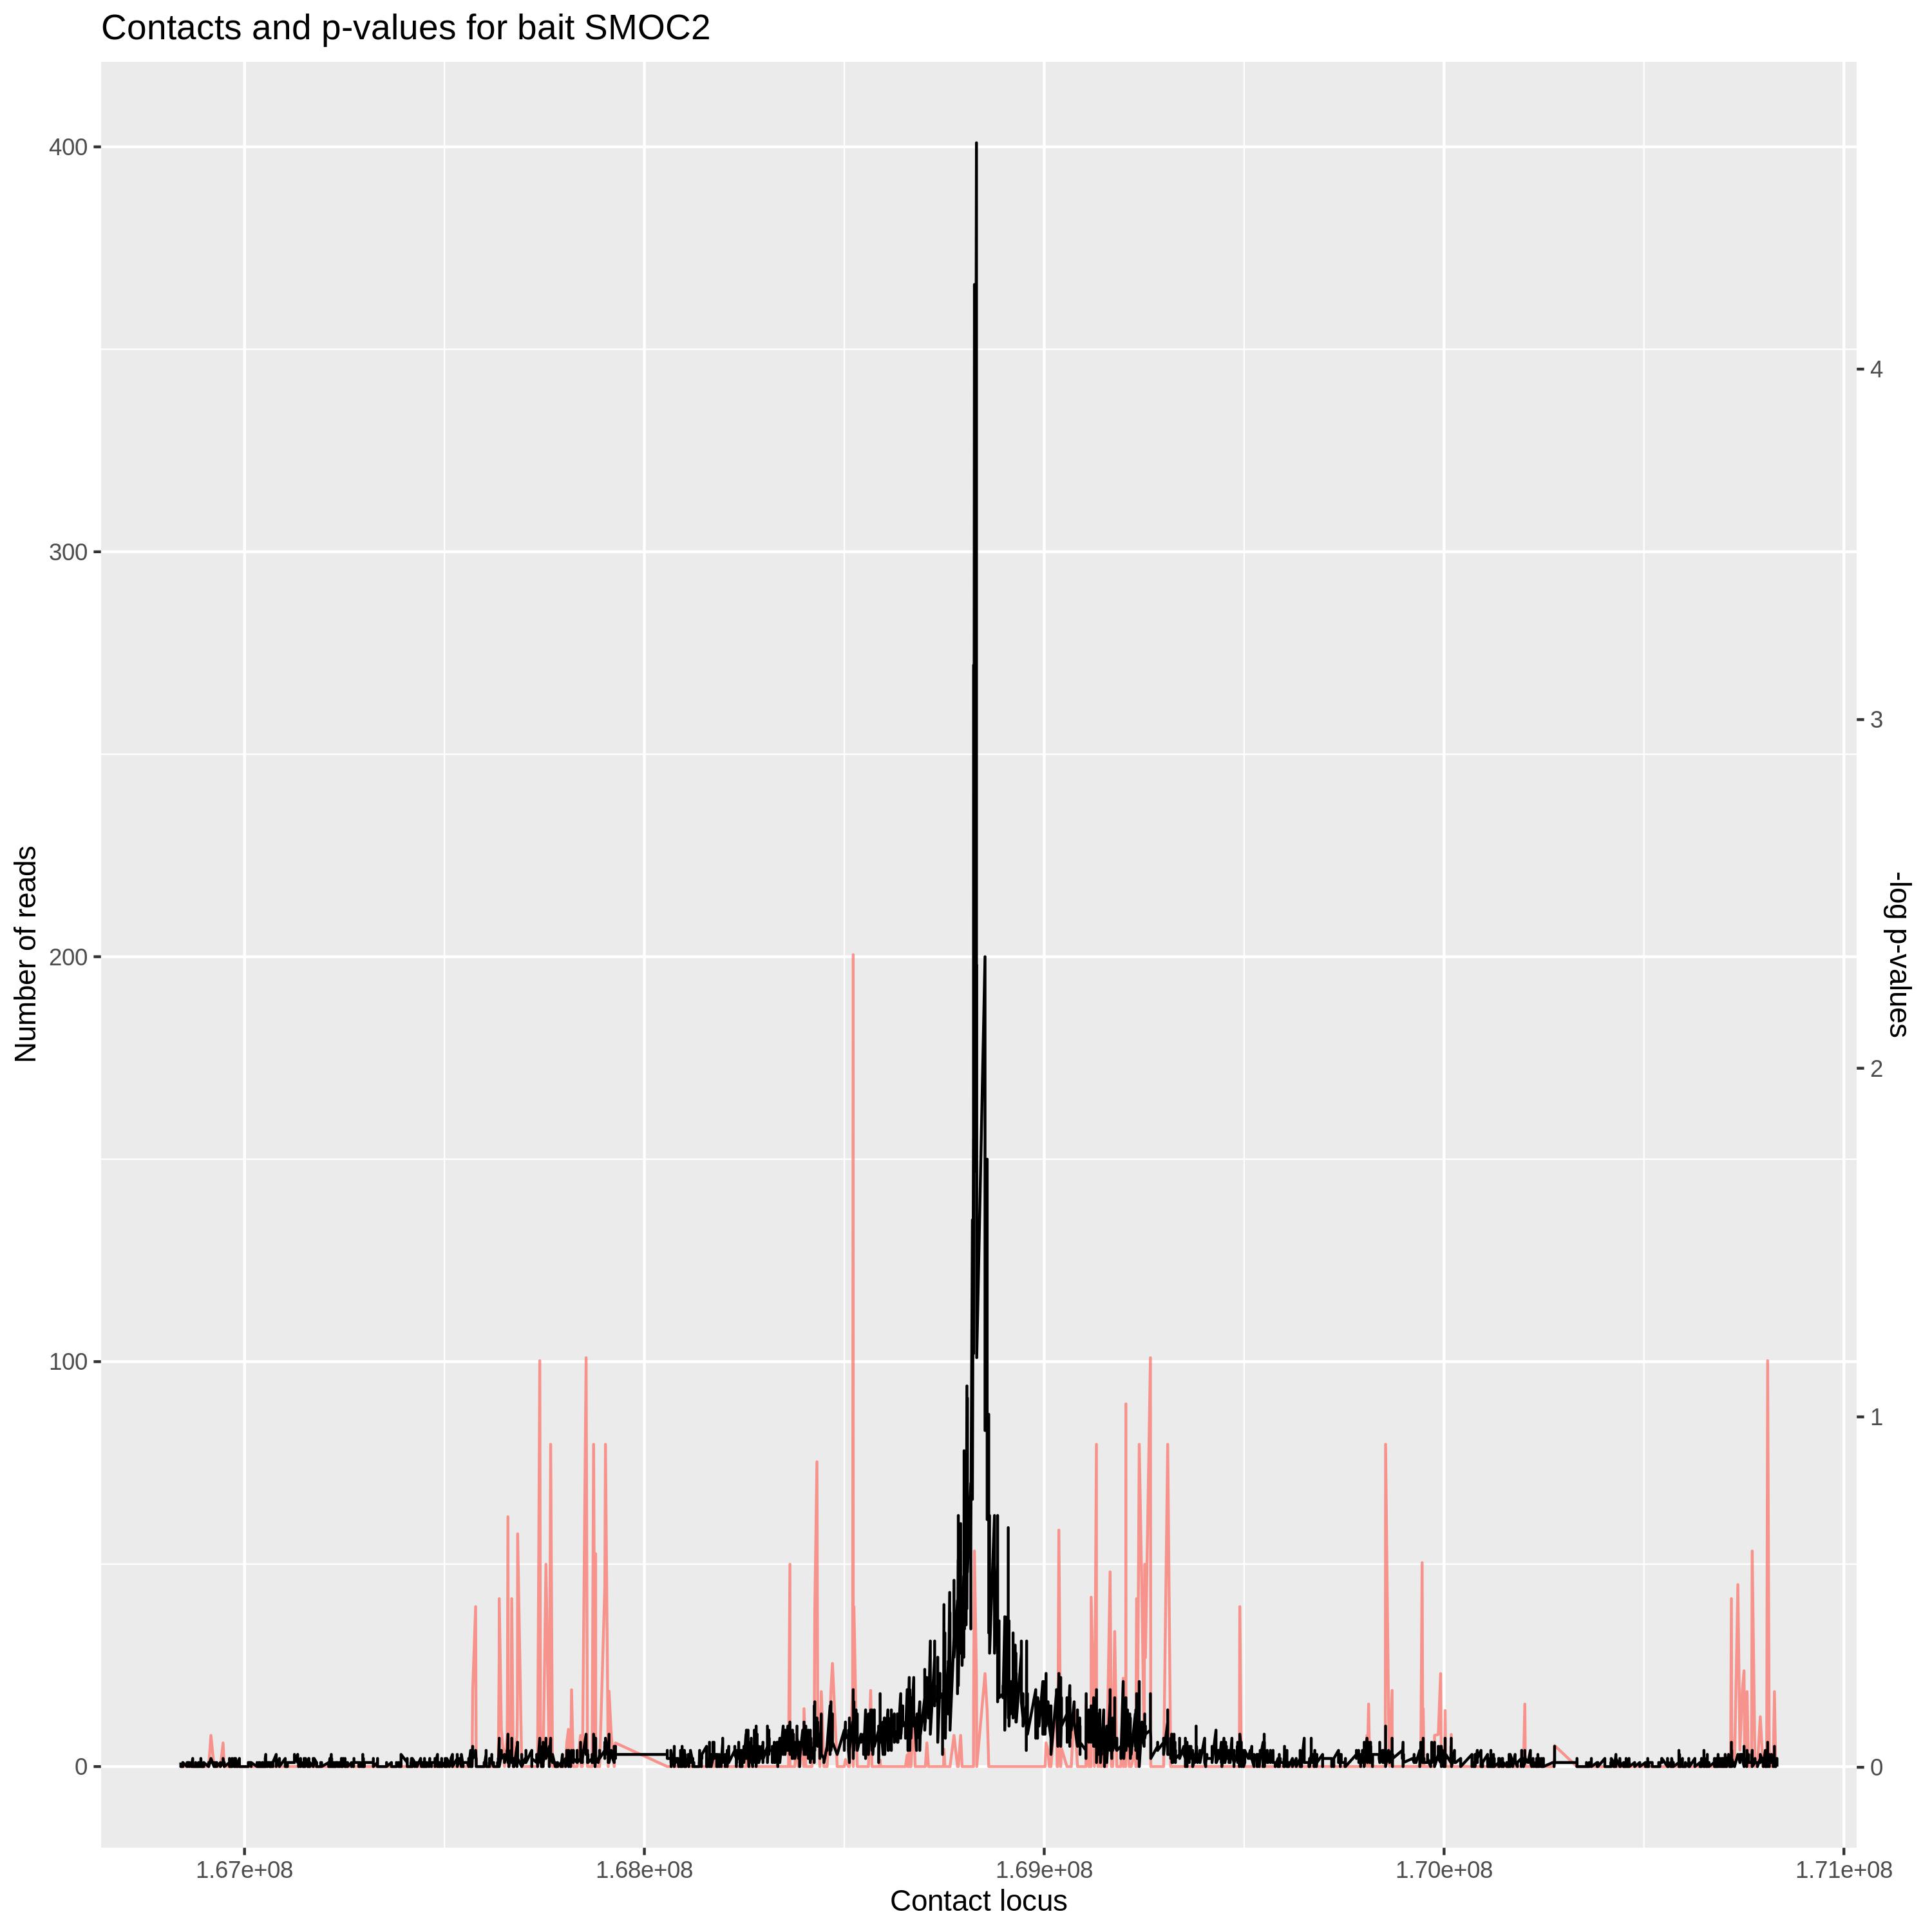 Contacts and p-values for bait SMOC2
400
300
200
100
0
Number of reads
4
3
2
1
0
-log p-values
1.67e+08
1.68e+08
1.69e+08
1.70e+08
1.71e+08
Contact locus